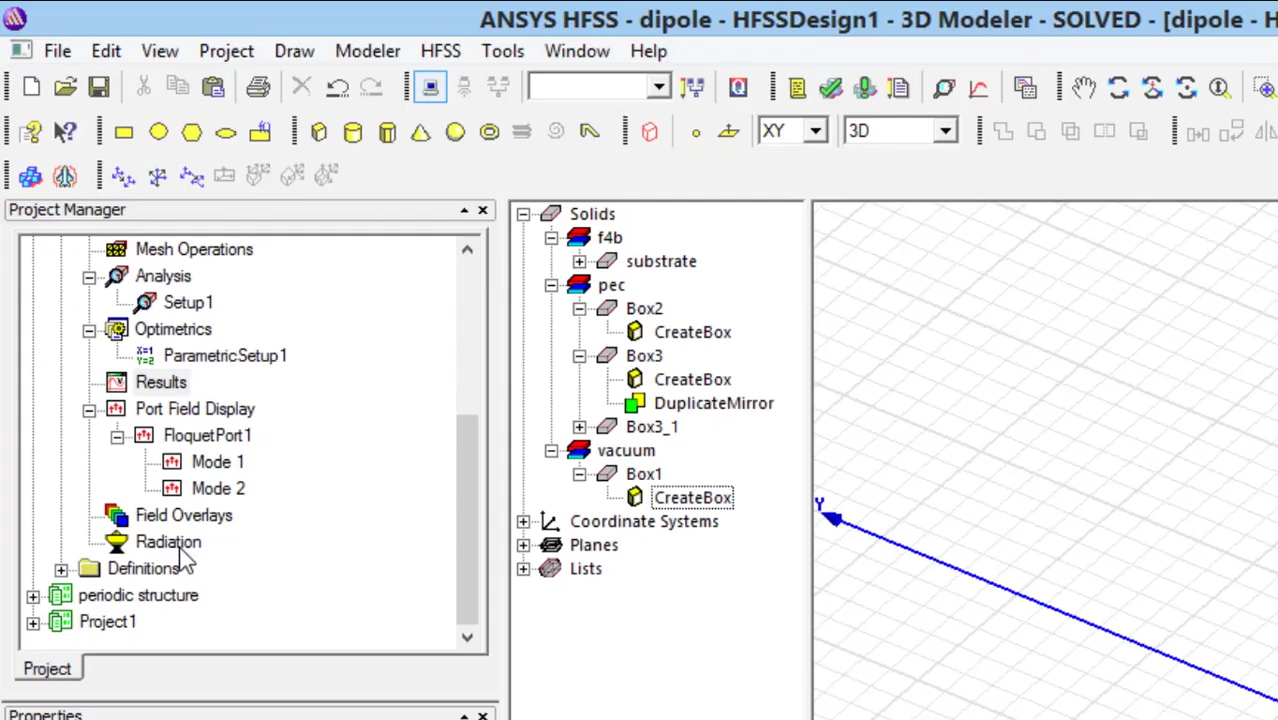 ANSYS HFSS - dipole - HFSSDesign1 - 3D Modeler - SOLVED - [dipole - H
File Edit View Project Draw Modeler HFSS Tools Window Help
XY 3D
Project Manager
Mesh Operations
Analysis
Setup1
Optimetrics
X=1
Y=2
ParametricSetup1
Results
Port Field Display
FloquetPort1
Mode 1
Mode 2
Field Overlays
Radiation
Definitions
periodic structure
Project1
Project
Properties
Solids
f4b
substrate
pec
Box2
CreateBox
Box3
CreateBox
DuplicateMirror
Box3_1
vacuum
Box1
CreateBox
Coordinate Systems
Planes
Lists
Y